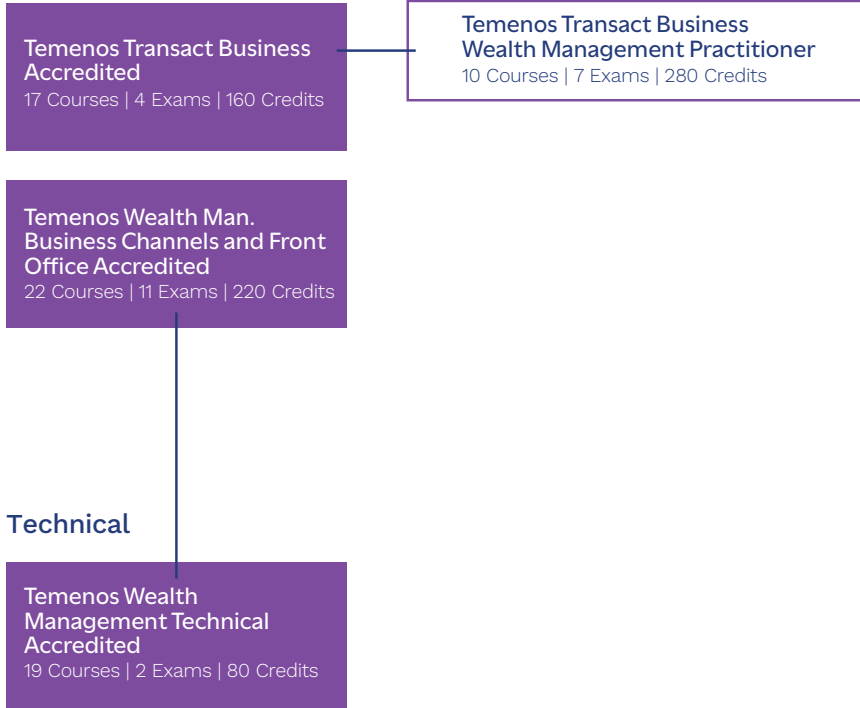 Temenos Transact Business
Accredited
17 Courses | 4 Exams | 160 Credits
Temenos Transact Business
Wealth Management Practitioner
10 Courses | 7 Exams | 280 Credits
Temenos Wealth Man.
Business Channels and Front
Office Accredited
22 Courses | 11 Exams | 220 Credits
Technical
Temenos Wealth
Management Technical
Accredited
19 Courses | 2 Exams | 80 Credits